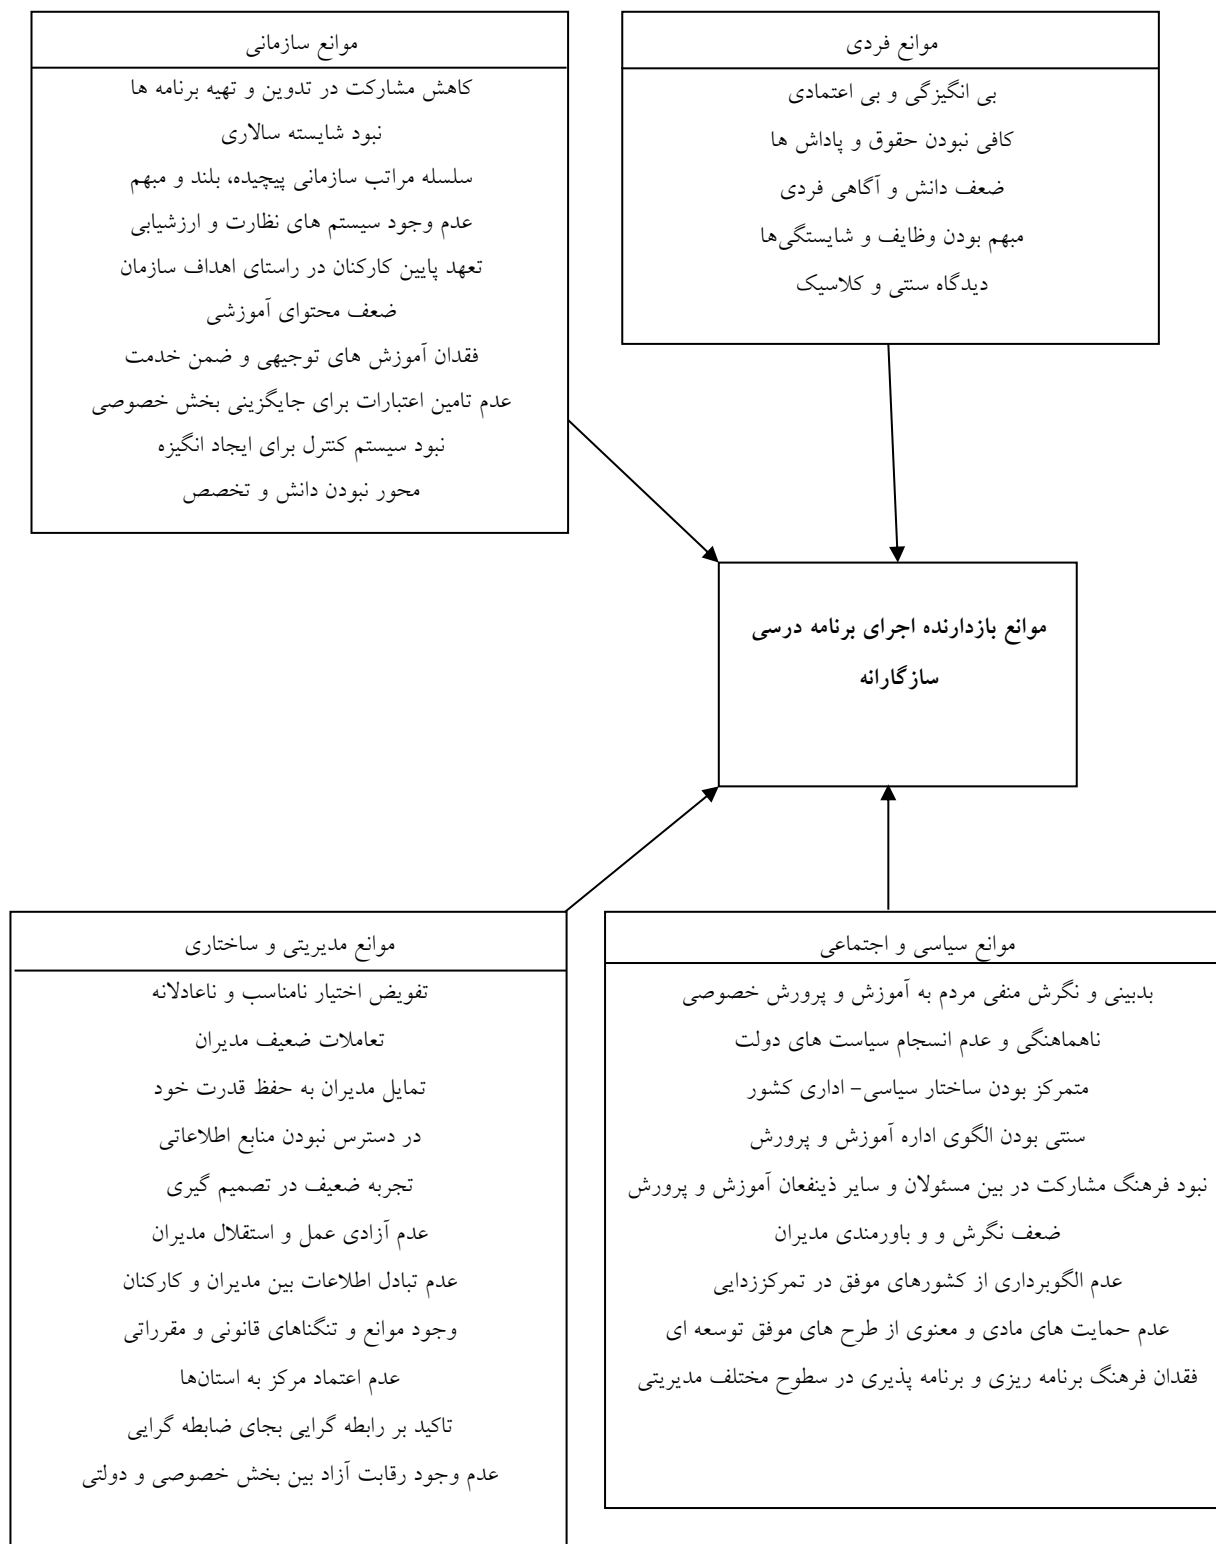 موانع فردی
بی انگیزگی و بی اعتمادی
کافی نبودن حقوق و پاداش ها
ضعف دانش و آگاهی فردی
مبهم بودن وظایف و شایستگی‌ها
دیدگاه سنتی و کلاسیک
موانع سازمانی
کاهش مشارکت در تدوین و تهیه برنامه ها
نبود شایسته سالاری
سلسله مراتب سازمانی پیچیده، بلند و مبهم
عدم وجود سیستم های نظارت و ارزشیابی
تعهد پایین کارکنان در راستای اهداف سازمان
ضعف محتوای آموزشی
فقدان آموزش های توجیهی و ضمن خدمت
عدم تامین اعتبارات برای جایگزینی بخش خصوصی
نبود سیستم کنترل برای ایجاد انگیزه
محور نبودن دانش و تخصص
موانع بازدارنده اجرای برنامه درسی
سازگارانه
موانع سیاسی و اجتماعی
بدبینی و نگرش منفی مردم به آموزش و پرورش خصوصی
ناهماهنگی و عدم انسجام سیاست های دولت
متمرکز بودن ساختار سیاسی- اداری کشور
سنتی بودن الگوی اداره آموزش و پرورش
نبود فرهنگ مشارکت در بین مسئولان و سایر ذینفعان آموزش و پرورش
ضعف نگرش و و باورمندی مدیران
عدم الگوبرداری از کشورهای موفق در تمرکززدایی
عدم حمایت های مادی و معنوی از طرح های موفق توسعه ای
فقدان فرهنگ برنامه ریزی و برنامه پذیری در سطوح مختلف مدیریتی
موانع مدیریتی و ساختاری
تفویض اختیار نامناسب و ناعادلانه
تعاملات ضعیف مدیران
تمایل مدیران به حفظ قدرت خود
در دسترس نبودن منابع اطلاعاتی
تجربه ضعیف در تصمیم گیری
عدم آزادی عمل و استقلال مدیران
عدم تبادل اطلاعات بین مدیران و کارکنان
وجود موانع و تنگناهای قانونی و مقرراتی
عدم اعتماد مرکز به استان‌ها
تاکید بر رابطه گرایی بجای ضابطه گرایی
عدم وجود رقابت آزاد بین بخش خصوصی و دولتی